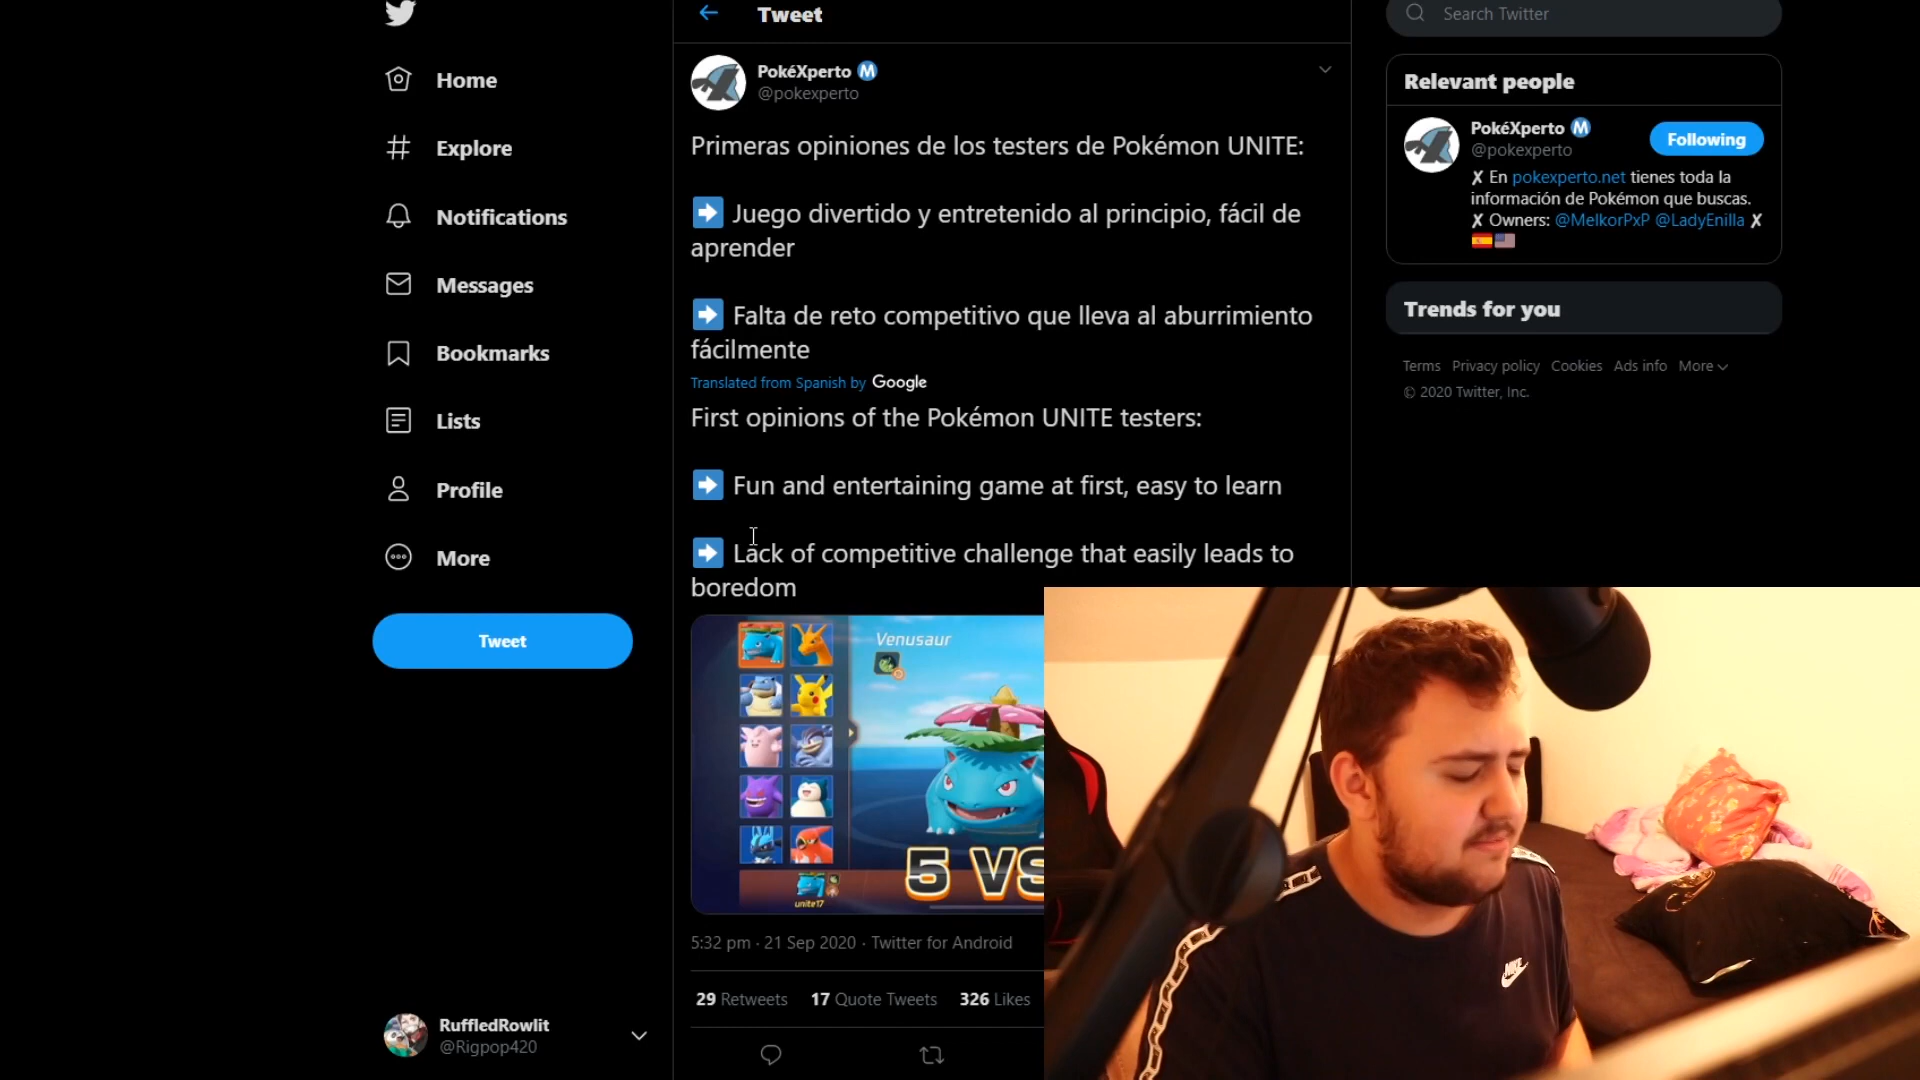 Home
Explore
Notifications
Messages
Bookmarks
Lists
Profile
More
Tweet
RuffledRowlit
@Rigpop420
Tweet
PokéXperto M
@pokexperto
Primeras opiniones de los testers de Pokémon UNITE:
➡️ Juego divertido y entretenido al principio, fácil de
aprender
➡️ Falta de reto competitivo que lleva al aburrimiento
fácilmente
Translated from Spanish by Google
First opinions of the Pokémon UNITE testers:
➡️ Fun and entertaining game at first, easy to learn
➡️ Lack of competitive challenge that easily leads to
boredom
Venusaur
5 VS
unite17
5:32 pm · 21 Sep 2020 · Twitter for Android
29 Retweets 17 Quote Tweets 326 Likes
Search Twitter
Relevant people
PokéXperto M
@pokexperto
Following
✗ En pokexperto.net tienes toda la
información de Pokémon que buscas.
✗ Owners: @MelkorPxP @LadyEnilla ✗
Trends for you
Terms Privacy policy Cookies Ads info More
© 2020 Twitter, Inc.
NIKE